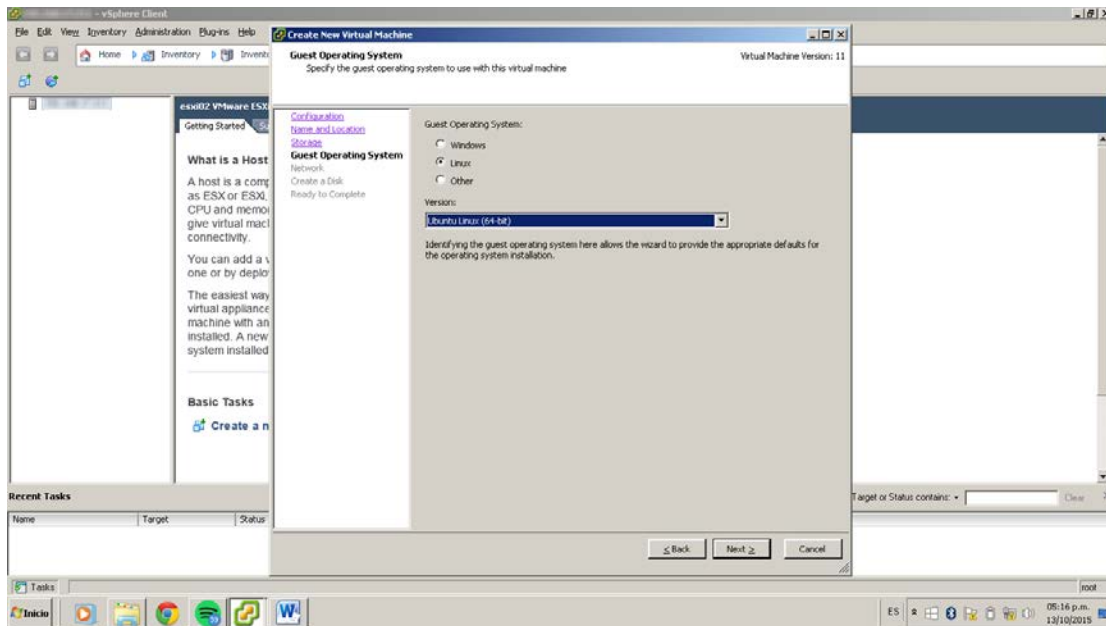 - vSphere Client
File Edit View Inventory Administration Plug-ins Help
Home Inventory
esxi02 VMware ESX
Getting Started
What is a Host
A host is a comp
as ESX or ESXi,
CPU and memo
give virtual mac
connectivity.
You can add a v
one or by deplo
The easiest way
virtual appliance
machine with an
installed. A new
system installed
Basic Tasks
Create a n
Create New Virtual Machine
Guest Operating System
Specify the guest operating system to use with this virtual machine
Virtual Machine Version: 11
Configuration
Name and Location
Storage
Guest Operating System
Network
Create a Disk
Ready to Complete
Guest Operating System:
Windows
Linux
Other
Version:
Ubuntu Linux (64-bit)
Identifying the guest operating system here allows the wizard to provide the appropriate defaults for
the operating system installation.
< Back Next > Cancel
Recent Tasks
Target or Status contains: Clear
Name Target Status
Tasks root
Inicio ES 05:16 p.m.
13/10/2015